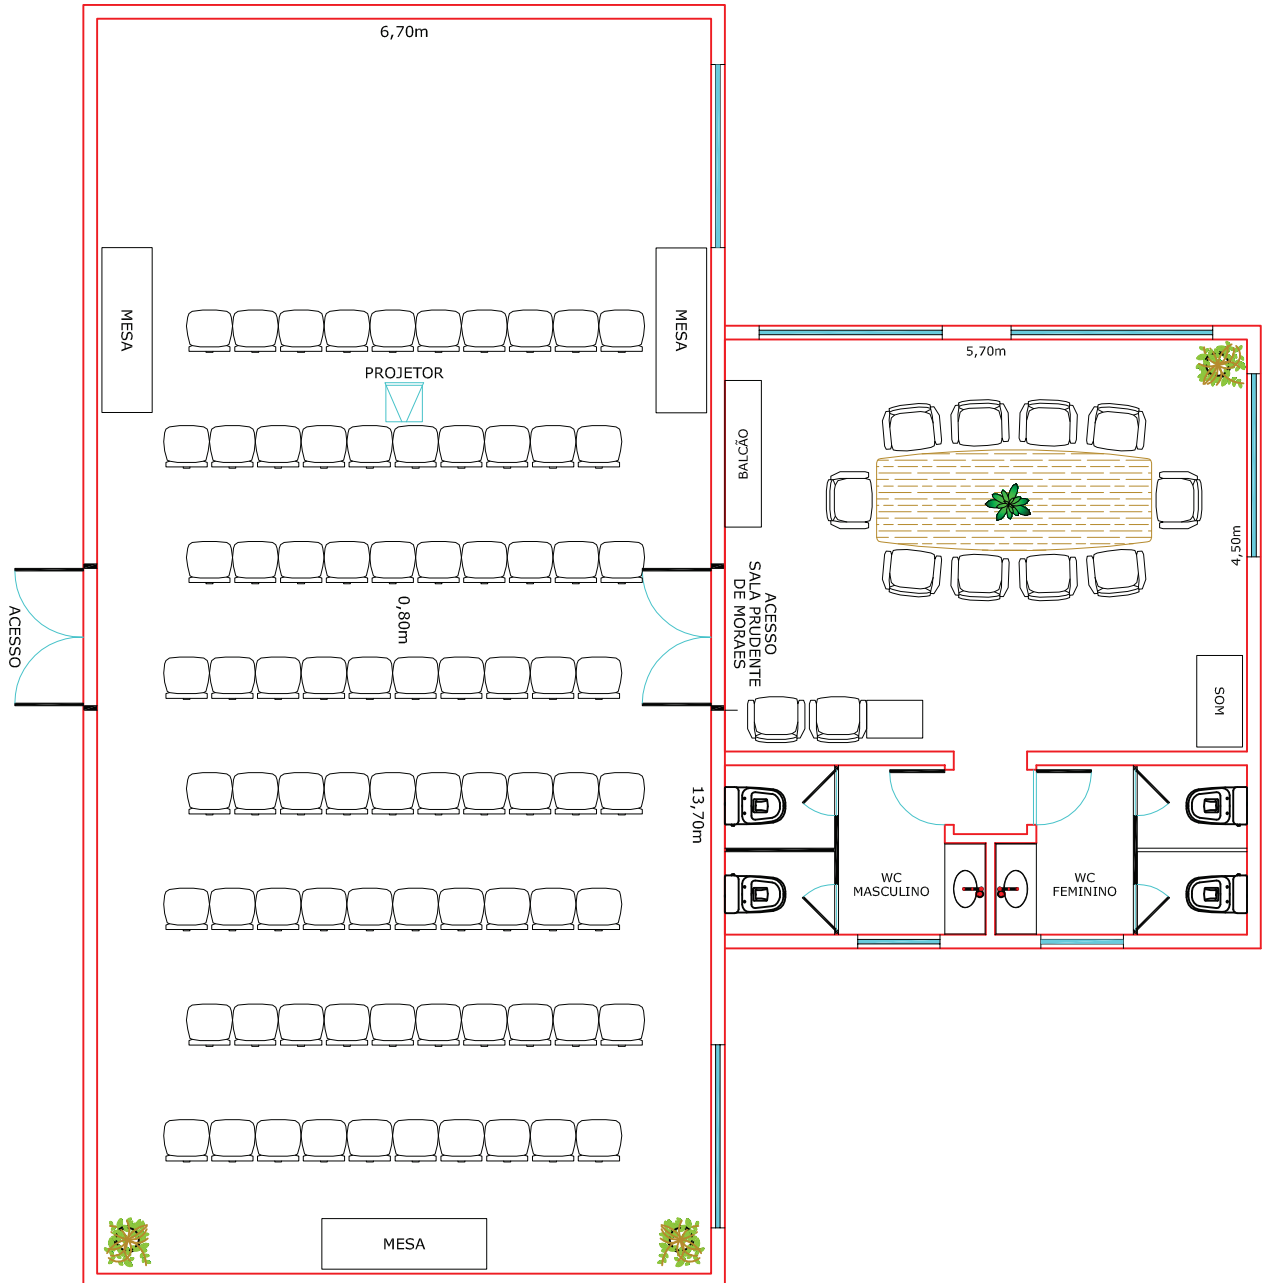 6,70m
MESA
MESA
PROJETOR
5,70m
BALCÃO
4,50m
ACESSO
SALA PRUDENTE
DE MORAES
ACESSO
0,80m
SOM
13,70m
WC
MASCULINO
WC
FEMININO
MESA